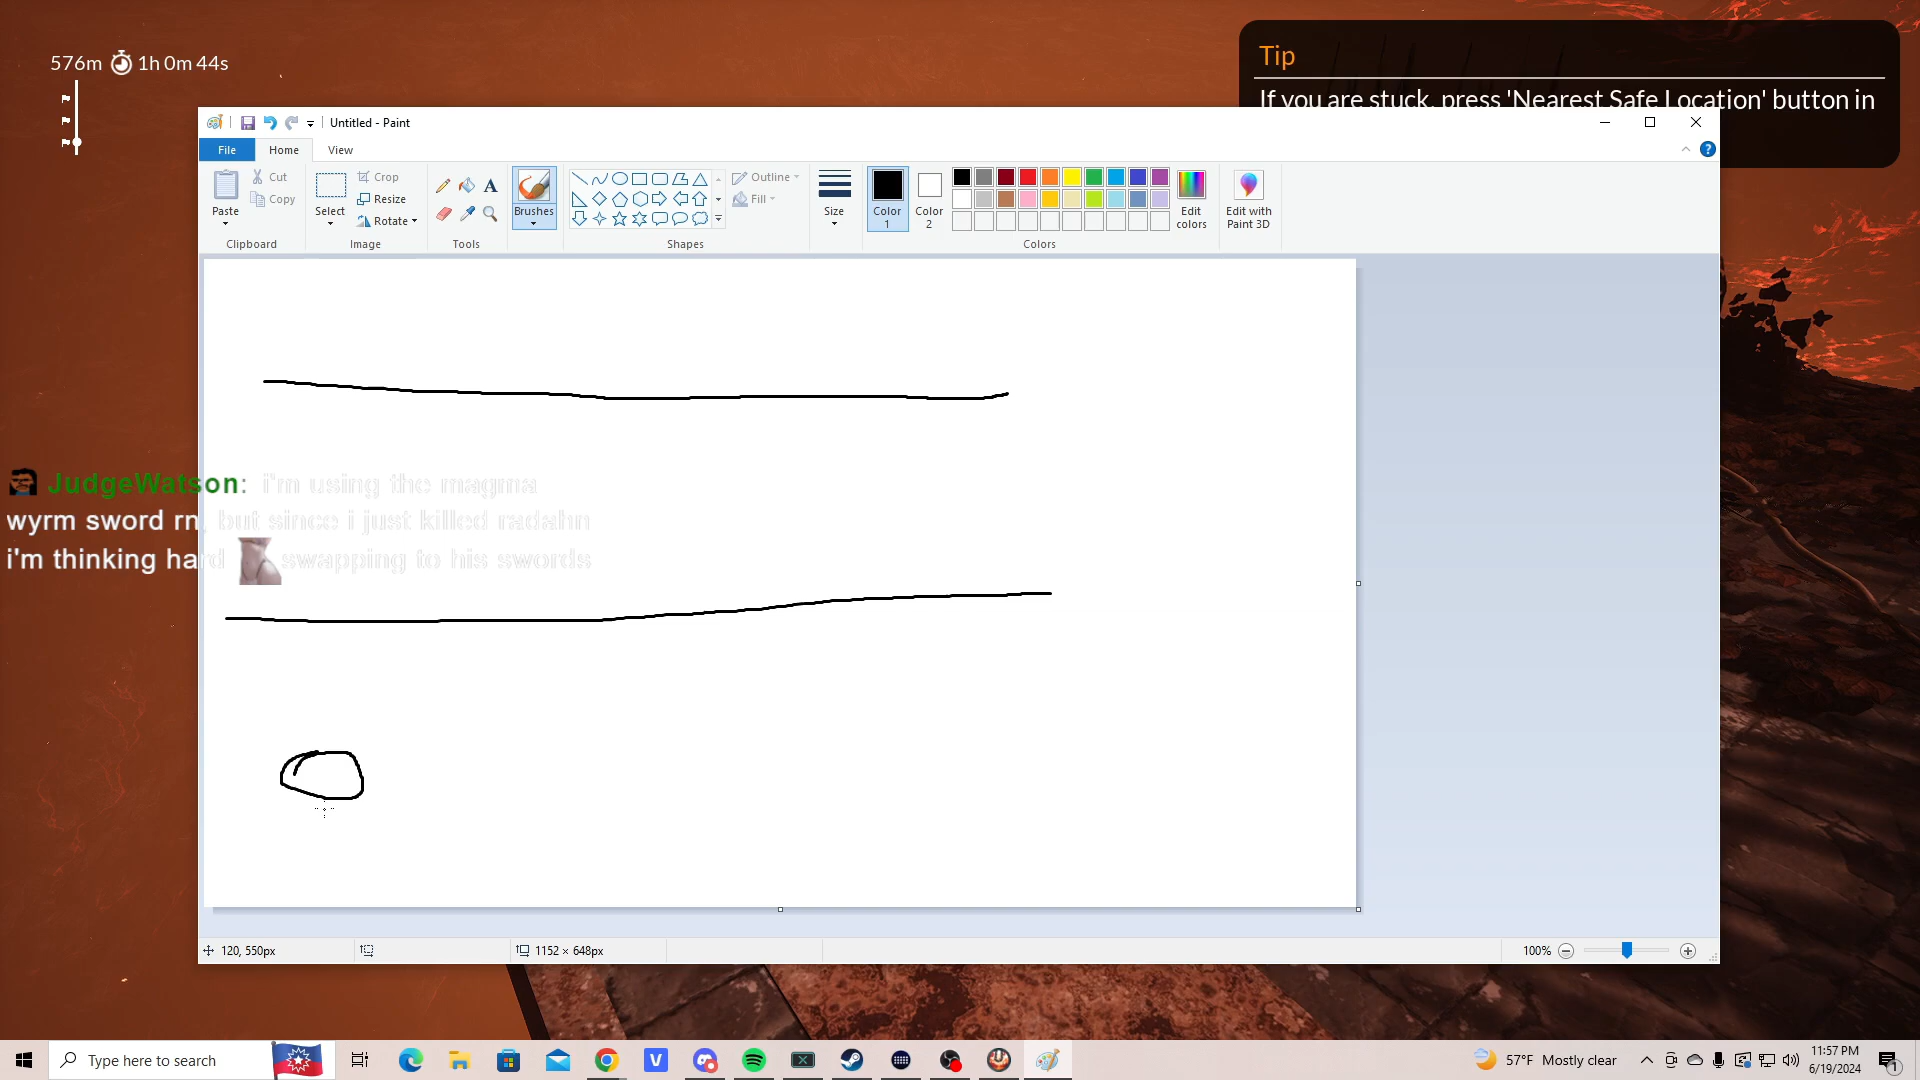 576m 1h 0m 44s
Tip
If you are stuck, press 'Nearest Safe Location' button in
Untitled - Paint
File Home View
Paste
Cut
Copy
Clipboard
Select
Crop
Resize
Rotate
Image
Tools
Brushes
Shapes
Outline
Fill
Size
Color 1
Color 2
Colors
Edit colors
Edit with Paint 3D
JudgeWatson: i'm using the magma
wyrm sword rn, but since i just killed radahn
i'm thinking hard swapping to his swords
120, 550px
1152 × 648px
100%
Type here to search
57°F Mostly clear
11:57 PM
6/19/2024
1